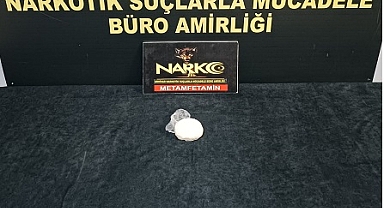 NARKOTİK SUÇLARLA MÜCADELE
BÜRO AMİRLİĞİ
NARKO
METAMFETAMİN